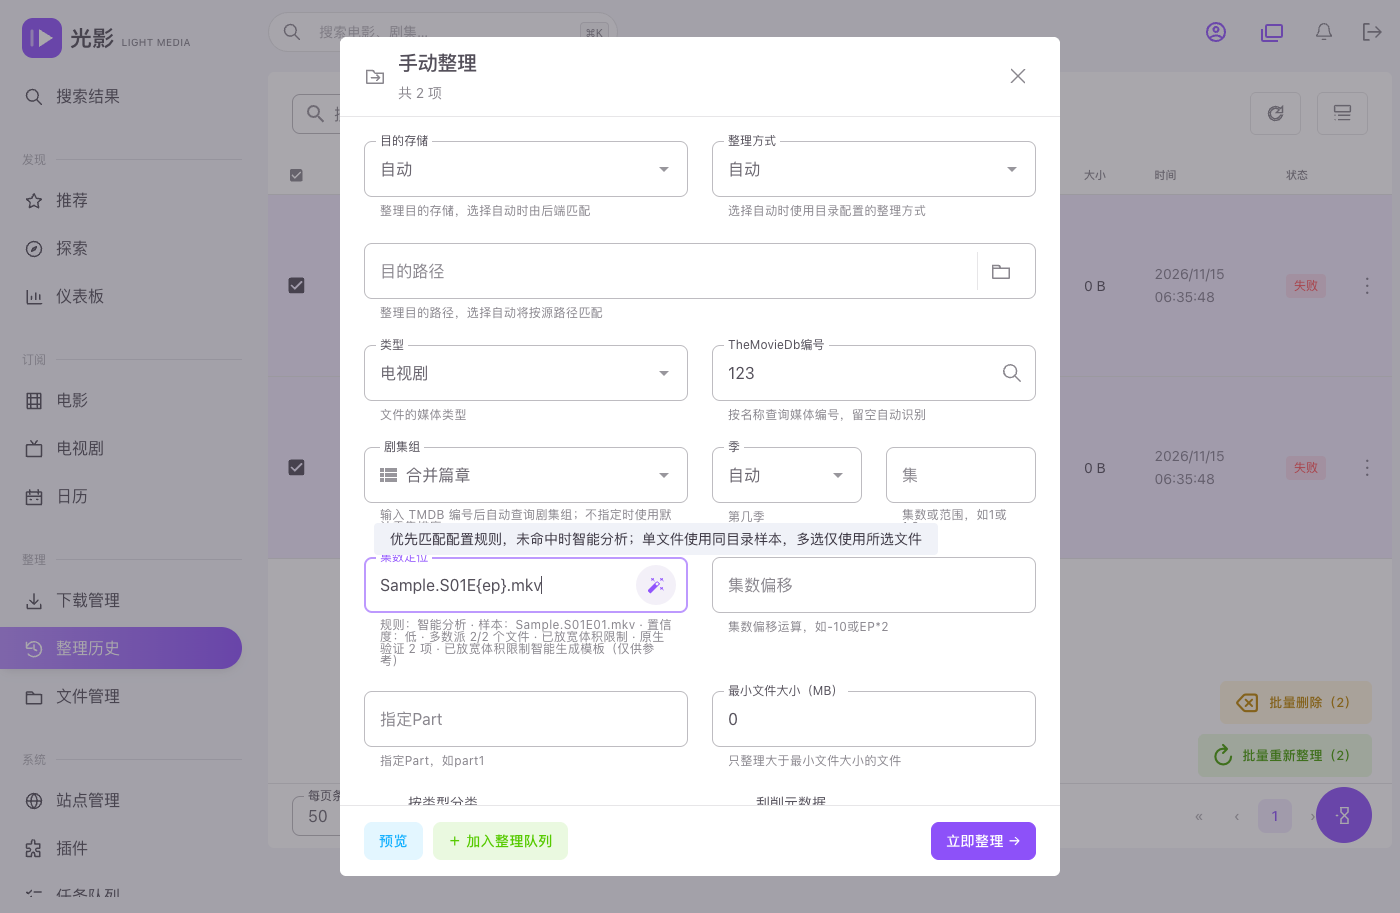 光影 LIGHT MEDIA
搜索电影、剧集...
⌘K
搜索结果
发现
推荐
探索
仪表板
订阅
电影
电视剧
日历
整理
下载管理
整理历史
文件管理
系统
站点管理
插件
任务队列
大小
时间
状态
0 B
2026/11/15
06:35:48
失败
0 B
2026/11/15
06:35:48
失败
批量删除（2）
批量重新整理（2）
50
«
‹
1
›
手动整理
共 2 项
目的存储
自动
整理目的存储，选择自动时由后端匹配
整理方式
自动
选择自动时使用目录配置的整理方式
目的路径
整理目的路径，选择自动将按源路径匹配
类型
电视剧
文件的媒体类型
TheMovieDb编号
123
按名称查询媒体编号，留空自动识别
剧集组
合并篇章
输入 TMDB 编号后自动查询剧集组；不指定时使用默
季
自动
第几季
集
集数或范围，如1或
优先匹配配置规则，未命中时智能分析；单文件使用同目录样本，多选仅使用所选文件
集数定位
Sample.S01E{ep}.mkv
规则：智能分析 · 样本：Sample.S01E01.mkv · 置信
度：低 · 多数派 2/2 个文件 · 已放宽体积限制 · 原生
验证 2 项 · 已放宽体积限制智能生成模板（仅供参
考）
集数偏移
集数偏移运算，如-10或EP*2
指定Part
指定Part，如part1
最小文件大小（MB）
0
只整理大于最小文件大小的文件
按类型分类
刮削元数据
预览
+ 加入整理队列
立即整理 →